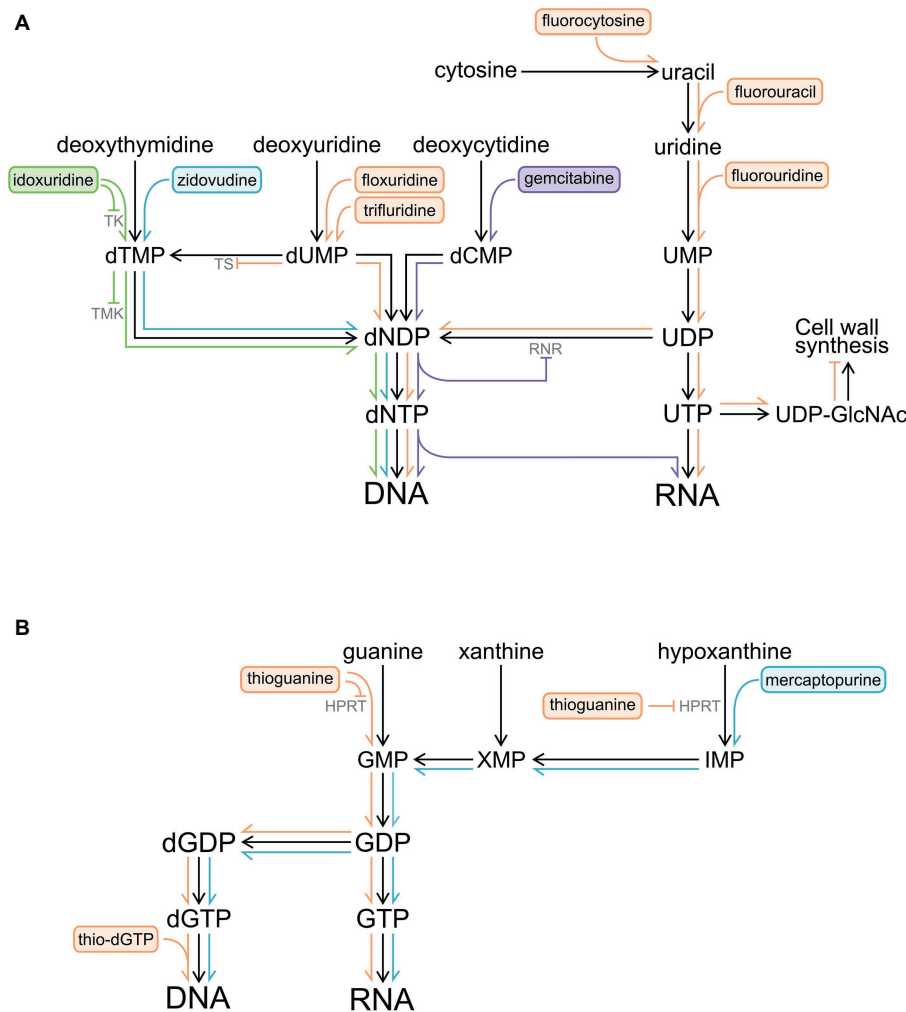 A
fluorocytosine
cytosine uracil
fluorouracil
deoxythymidine deoxyuridine deoxycytidine uridine
idoxuridine zidovudine floxuridine gemcitabine fluorouridine
trifluridine
TK
dTMP TS dUMP dCMP UMP
TMK
dNDP RNR UDP Cell wall
synthesis
dNTP UTP UDP-GlcNAc
DNA RNA
B
guanine xanthine hypoxanthine
thioguanine mercaptopurine
HPRT thioguanine HPRT
GMP XMP IMP
dGDP GDP
dGTP GTP
thio-dGTP
DNA RNA